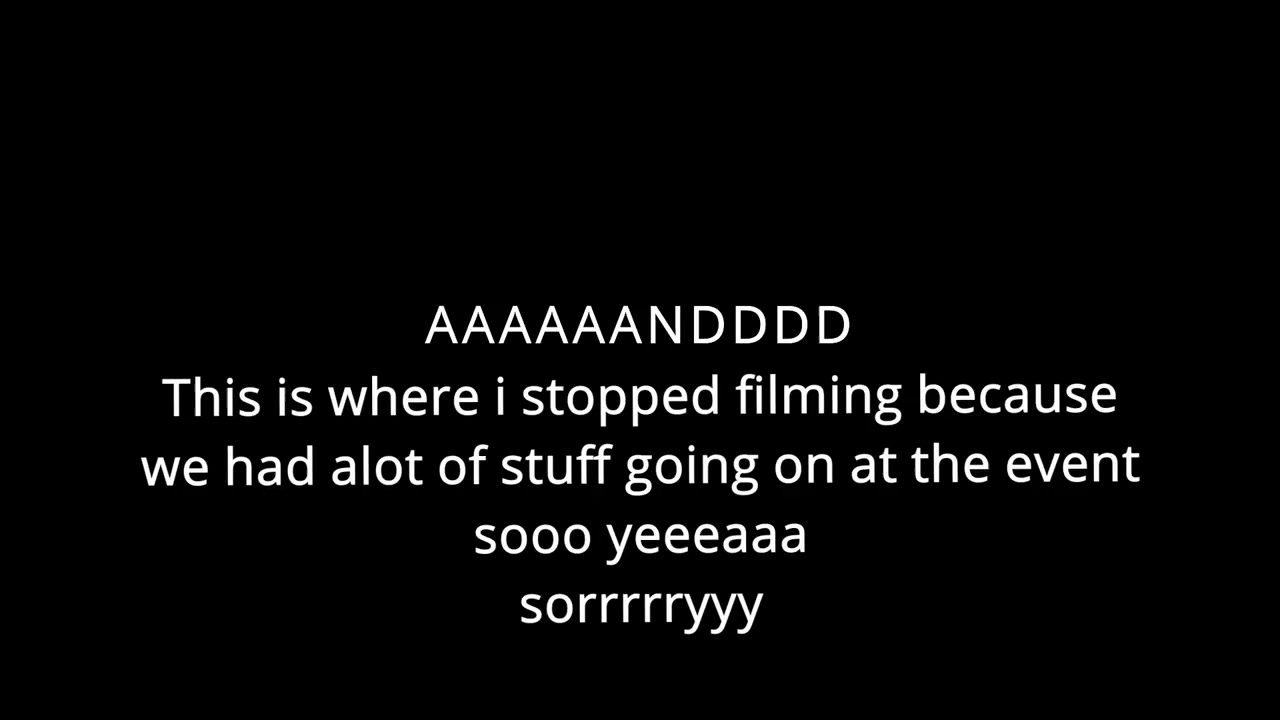 AAAAAANDDDD
This is where i stopped filming because
we had alot of stuff going on at the event
sooo yeeeaaa
sorrrrryyy